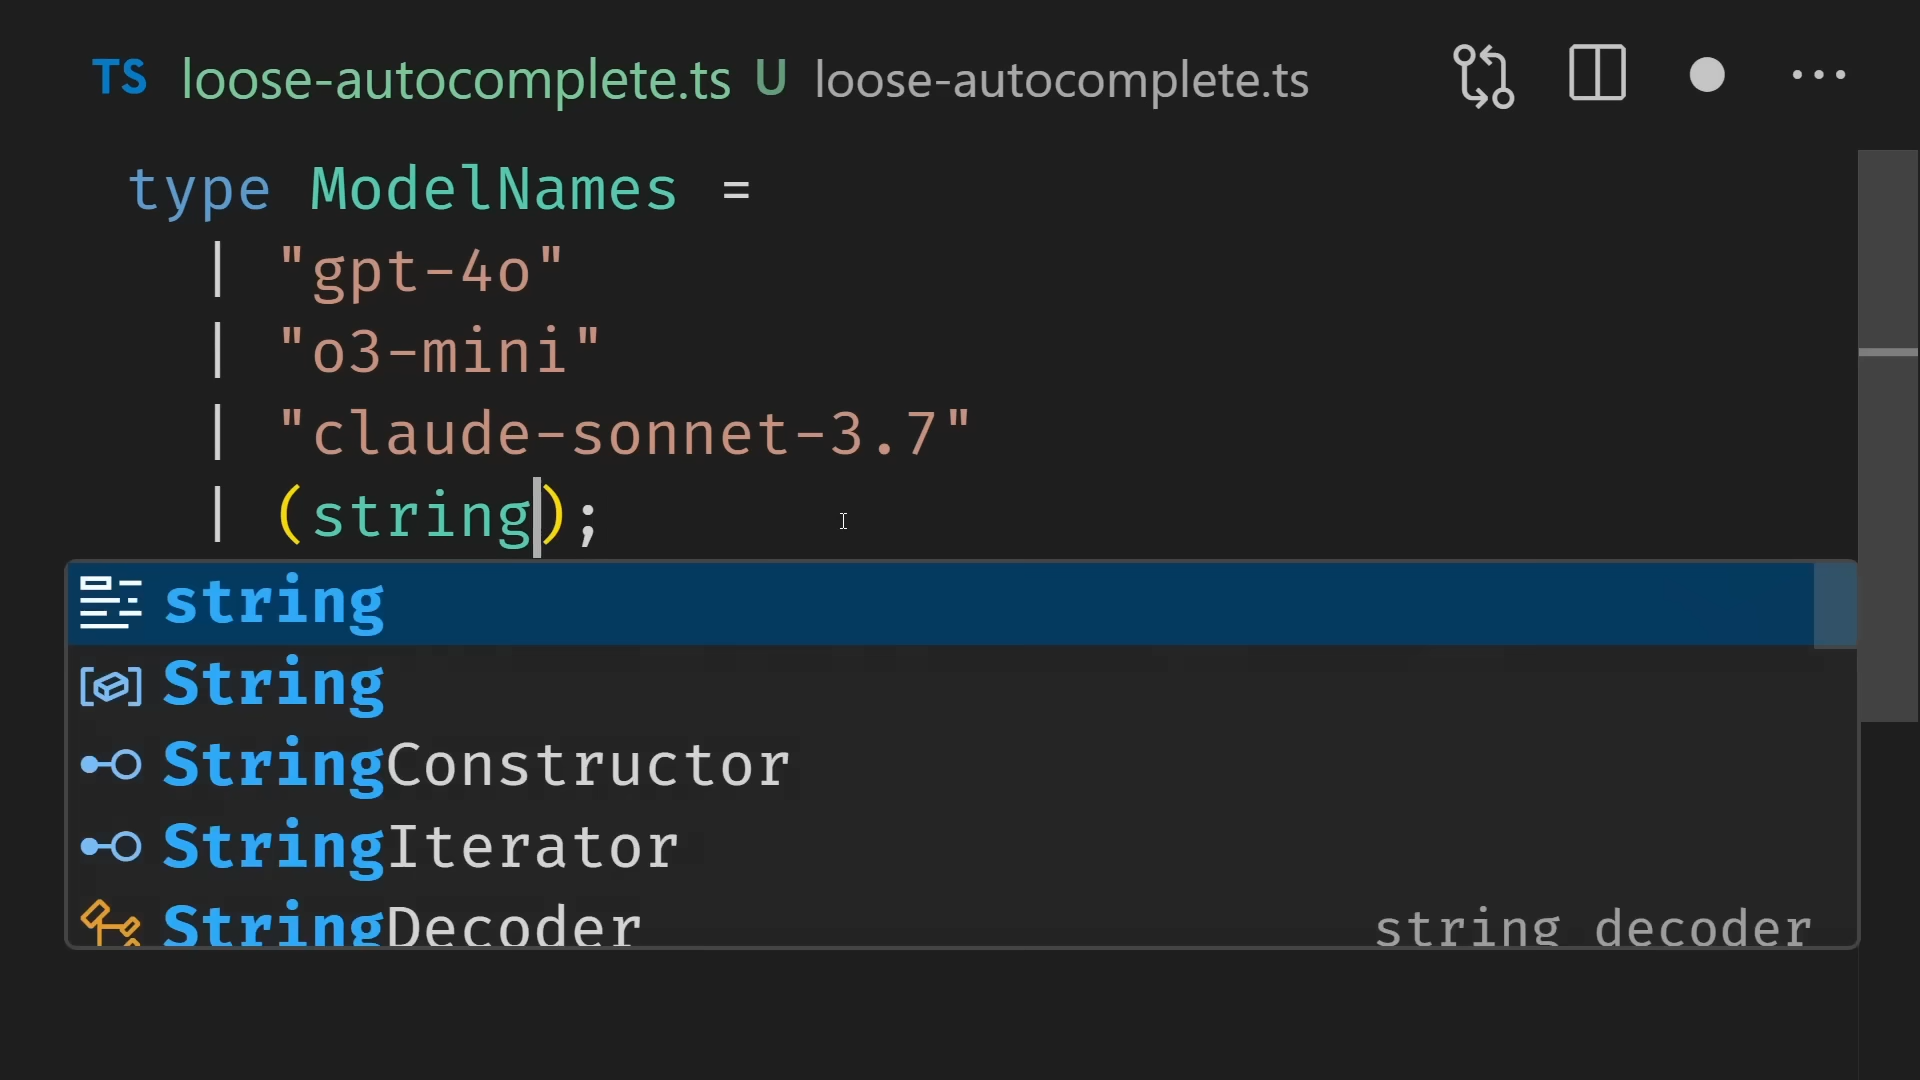 TS loose-autocomplete.ts U loose-autocomplete.ts
type ModelNames =
| "gpt-4o"
| "o3-mini"
| "claude-sonnet-3.7"
| (string);
string
String
StringConstructor
StringIterator
StringDecoder string_decoder